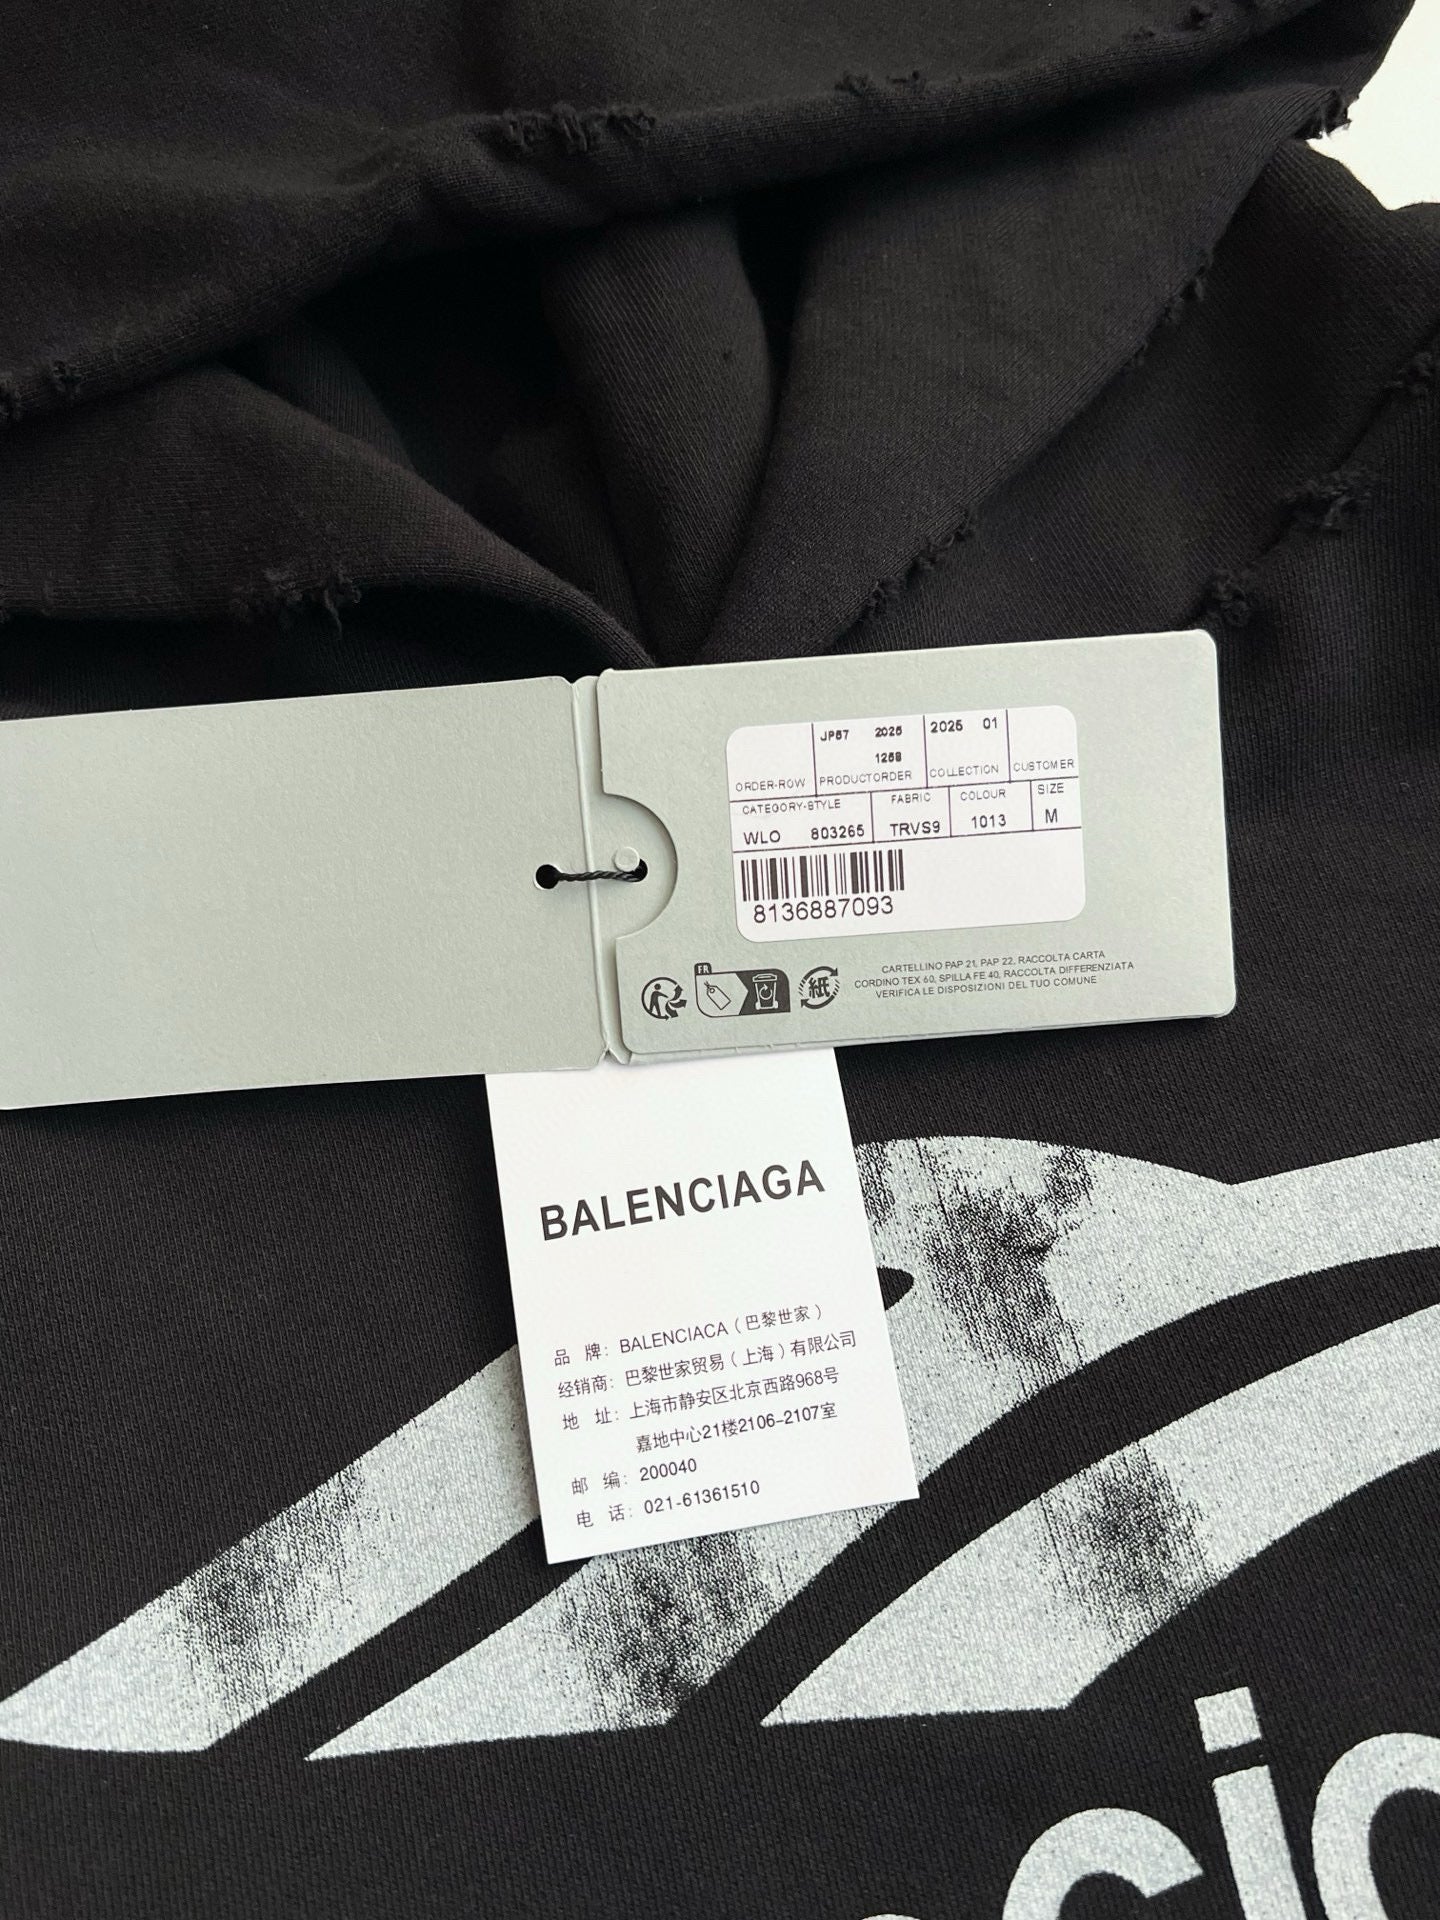 JP67 2025 2025 01
1258
ORDER-ROW PRODUCTORDER COLLECTION CUSTOMER
CATEGORY-STYLE FABRIC COLOUR SIZE
WLO 803265 TRVS9 1013 M
8136887093
FR
紙
CARTELLINO PAP 21, PAP 22, RACCOLTA CARTA
CORDINO TEX 60, SPILLA FE 40, RACCOLTA DIFFERENZIATA
VERIFICA LE DISPOSIZIONI DEL TUO COMUNE
BALENCIAGA
品 牌: BALENCIACA (巴黎世家)
经销商: 巴黎世家贸易(上海)有限公司
地 址: 上海市静安区北京西路968号
嘉地中心21楼2106-2107室
邮 编: 200040
电 话: 021-61361510